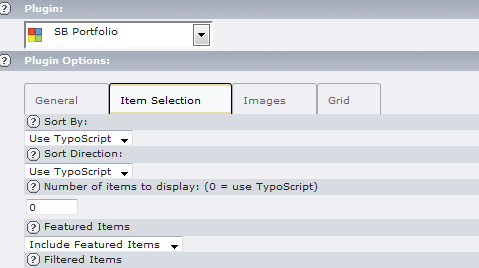 Plugin:
SB Portfolio
Plugin Options:
General Item Selection Images Grid
Sort By:
Use TypoScript
Sort Direction:
Use TypoScript
Number of items to display: (0 = use TypoScript)
0
Featured Items
Include Featured Items
Filtered Items